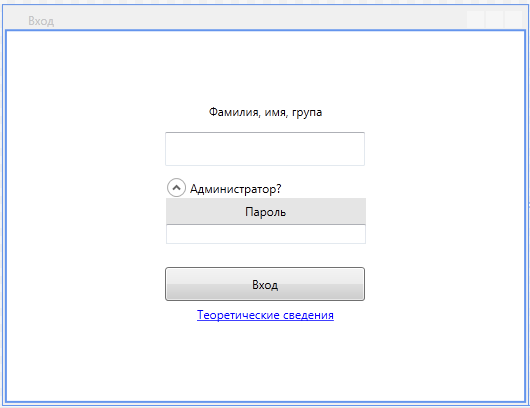 Вход
Фамилия, имя, група
Администратор?
Пароль
Вход
Теоретические сведения